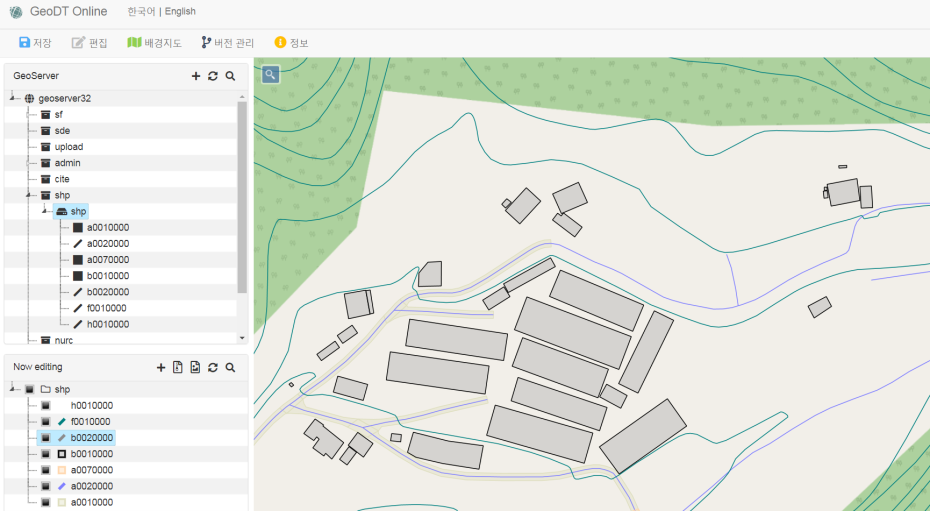 GeoDT Online 한국어 | English
저장 편집 배경지도 버전 관리 정보
GeoServer
geoserver32
sf
sde
upload
admin
cite
shp
shp
a0010000
a0020000
a0070000
b0010000
b0020000
f0010000
h0010000
nurc
Now editing
shp
h0010000
f0010000
b0020000
b0010000
a0070000
a0020000
a0010000